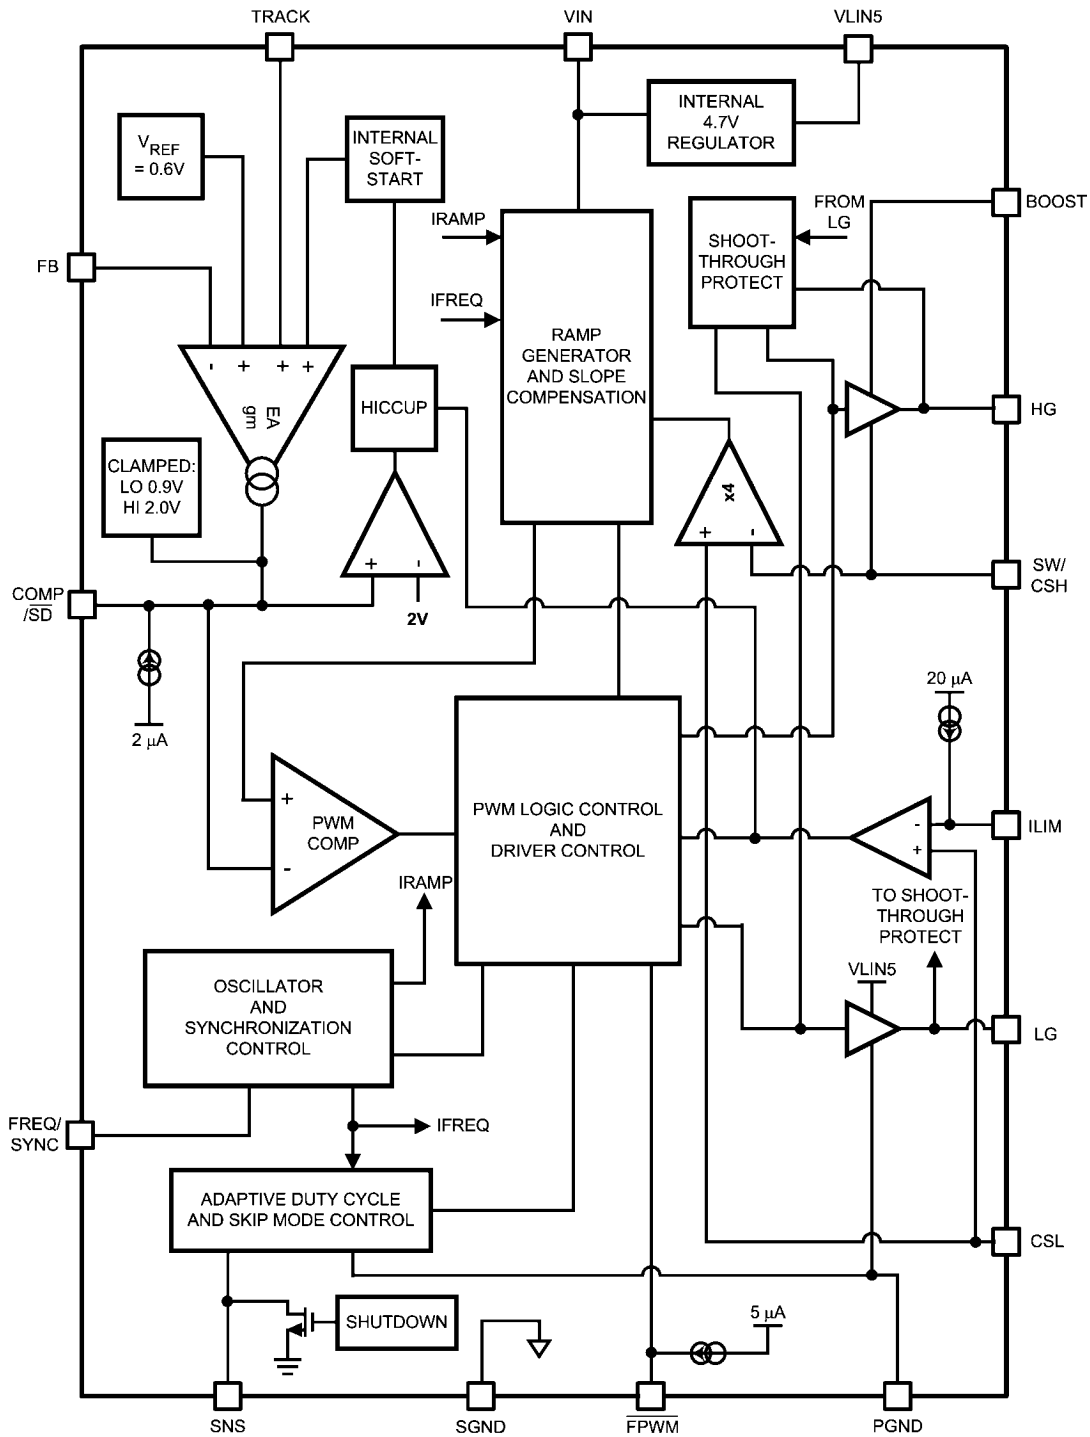 TRACK
VIN
VLIN5
VREF
= 0.6V
INTERNAL
SOFT-
START
INTERNAL
4.7V
REGULATOR
BOOST
FROM
LG
IRAMP
SHOOT-
THROUGH
PROTECT
FB
IFREQ
RAMP
GENERATOR
AND SLOPE
COMPENSATION
- + + +
EA
gm
HICCUP
HG
CLAMPED:
LO 0.9V
HI 2.0V
x4
+ -
+ -
2V
SW/
CSH
COMP
/SD
2 µA
20 µA
+
PWM
COMP
-
PWM LOGIC CONTROL
AND
DRIVER CONTROL
-
+
ILIM
IRAMP
TO SHOOT-
THROUGH
PROTECT
VLIN5
OSCILLATOR
AND
SYNCHRONIZATION
CONTROL
LG
FREQ/
SYNC
IFREQ
ADAPTIVE DUTY CYCLE
AND SKIP MODE CONTROL
CSL
SHUTDOWN
5 µA
SNS
SGND
FPWM
PGND